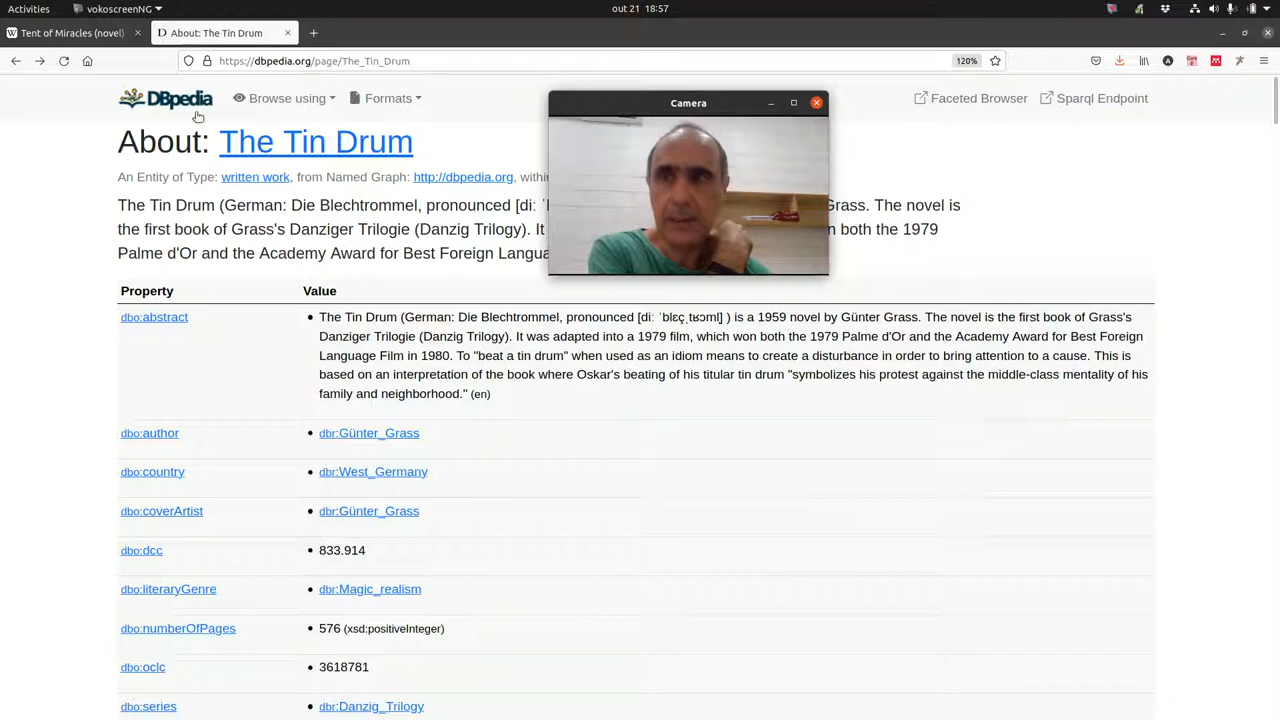 Activities
vokoscreenNG
out 21 18:57
Tent of Miracles (novel)
About: The Tin Drum
https://dbpedia.org/page/The_Tin_Drum
120%
DBpedia
Browse using
Formats
Faceted Browser
Sparql Endpoint
Camera
About: The Tin Drum
An Entity of Type: written work, from Named Graph: http://dbpedia.org,
The Tin Drum (German: Die Blechtrommel, pronounced [diː Grass. The novel is
the first book of Grass's Danziger Trilogie (Danzig Trilogy). It both the 1979
Palme d'Or and the Academy Award for Best Foreign
Property
Value
dbo:abstract
The Tin Drum (German: Die Blechtrommel, pronounced [diː ˈblɛçˌtʁɔml̩] ) is a 1959 novel by Günter Grass. The novel is the first book of Grass's
Danziger Trilogie (Danzig Trilogy). It was adapted into a 1979 film, which won both the 1979 Palme d'Or and the Academy Award for Best Foreign
Language Film in 1980. To "beat a tin drum" when used as an idiom means to create a disturbance in order to bring attention to a cause. This is
based on an interpretation of the book where Oskar's beating of his titular tin drum "symbolizes his protest against the middle-class mentality of his
family and neighborhood." (en)
dbo:author
dbr:Günter_Grass
dbo:country
dbr:West_Germany
dbo:coverArtist
dbr:Günter_Grass
dbo:dcc
833.914
dbo:literaryGenre
dbr:Magic_realism
dbo:numberOfPages
576 (xsd:positiveInteger)
dbo:oclc
3618781
dbo:series
dbr:Danzig_Trilogy